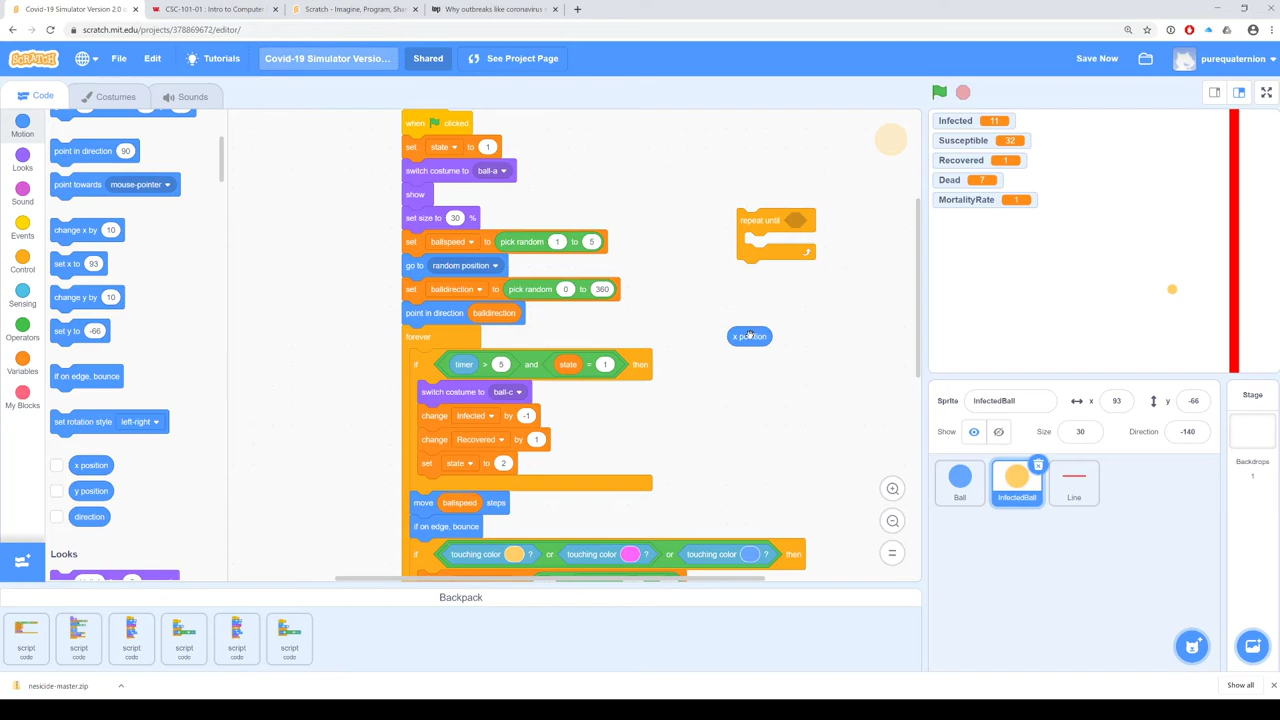 Covid-19 Simulator Version 2.0 o
CSC-101-01 : Intro to Computer
Scratch - Imagine, Program, Sha
Why outbreaks like coronavirus s
scratch.mit.edu/projects/378869672/editor/
File
Edit
Tutorials
Covid-19 Simulator Versio...
Shared
See Project Page
Save Now
purequaternion
Code
Costumes
Sounds
Motion
Looks
Sound
Events
Control
Sensing
Operators
Variables
My Blocks
point in direction 90
point towards mouse-pointer
change x by 10
set x to 93
change y by 10
set y to -66
if on edge, bounce
set rotation style left-right
x position
y position
direction
Looks
when clicked
set state to 1
switch costume to ball-a
show
set size to 30 %
set ballspeed to pick random 1 to 5
go to random position
set balldirection to pick random 0 to 360
point in direction balldirection
forever
if timer > 5 and state = 1 then
switch costume to ball-c
change Infected by -1
change Recovered by 1
set state to 2
move ballspeed steps
if on edge, bounce
if touching color ? or touching color ? or touching color ? then
repeat until
x position
Infected 11
Susceptible 32
Recovered 1
Dead 7
MortalityRate 1
Sprite InfectedBall x 93 y -66
Show Size 30 Direction -140
Ball
InfectedBall
Line
Stage
Backdrops
1
Backpack
script
code
script
code
script
code
script
code
script
code
script
code
nesicide-master.zip
Show all